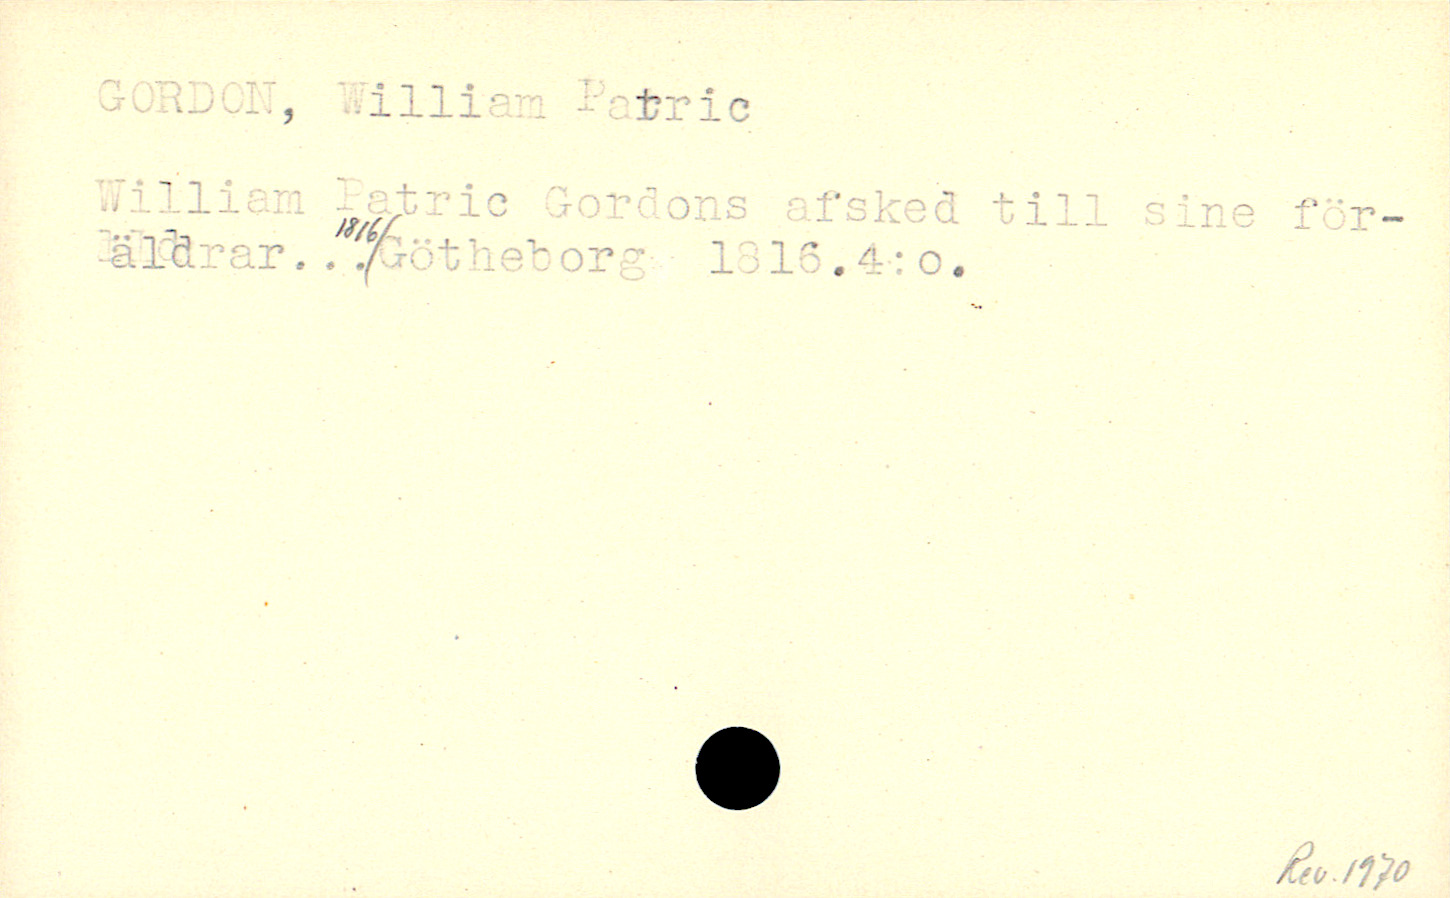 GORDON, William Patric
William Patric Gordons afsked till sine för-
äldrar... 1816/Götheborg 1816.4:o.
Rev. 1970